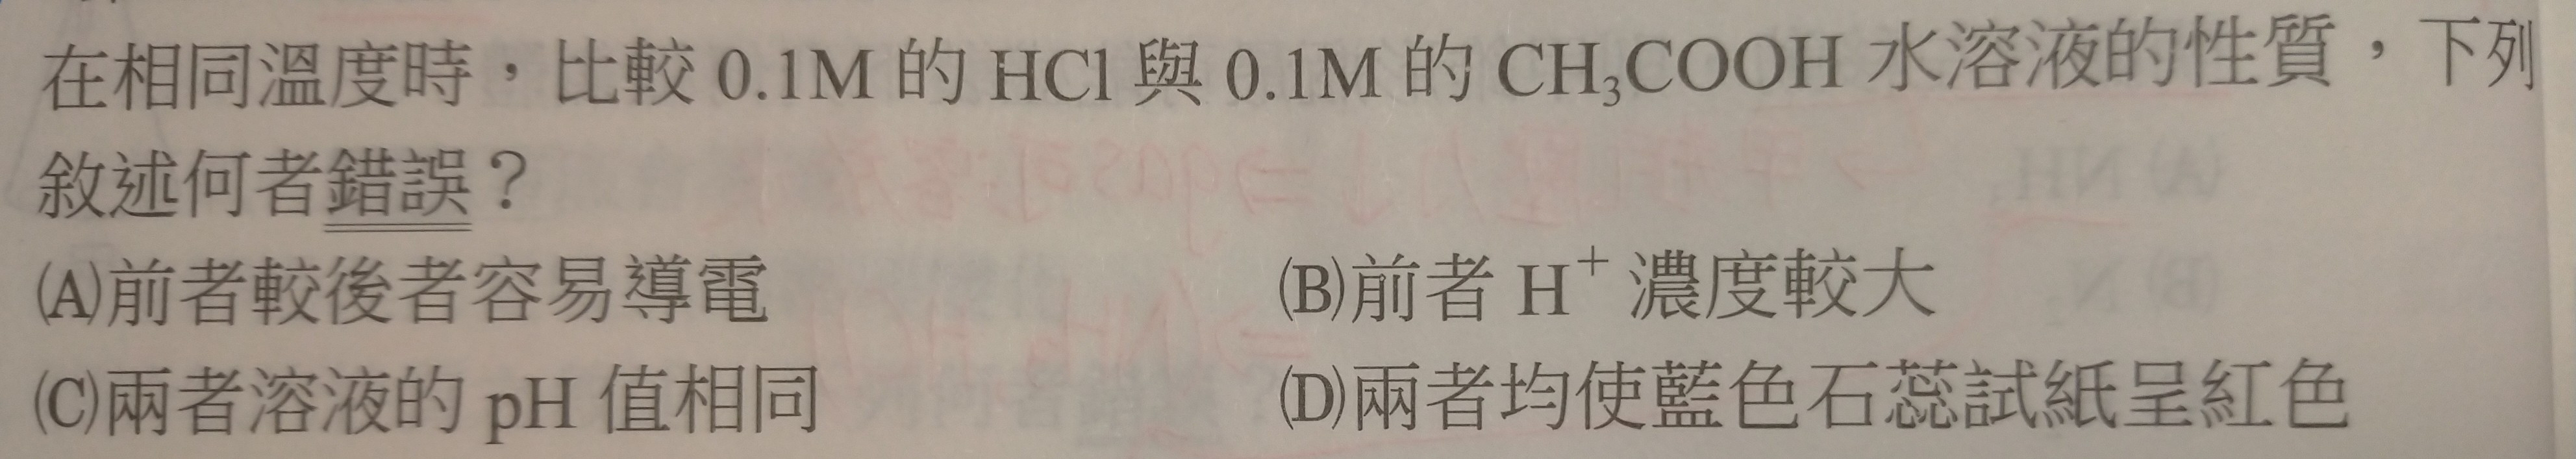 在相同溫度時，比較 0.1M 的 HCl 與 0.1M 的 CH₃COOH 水溶液的性質，下列
敘述何者錯誤？
(A)前者較後者容易導電 (B)前者 H⁺ 濃度較大
(C)兩者溶液的 pH 值相同 (D)兩者均使藍色石蕊試紙呈紅色